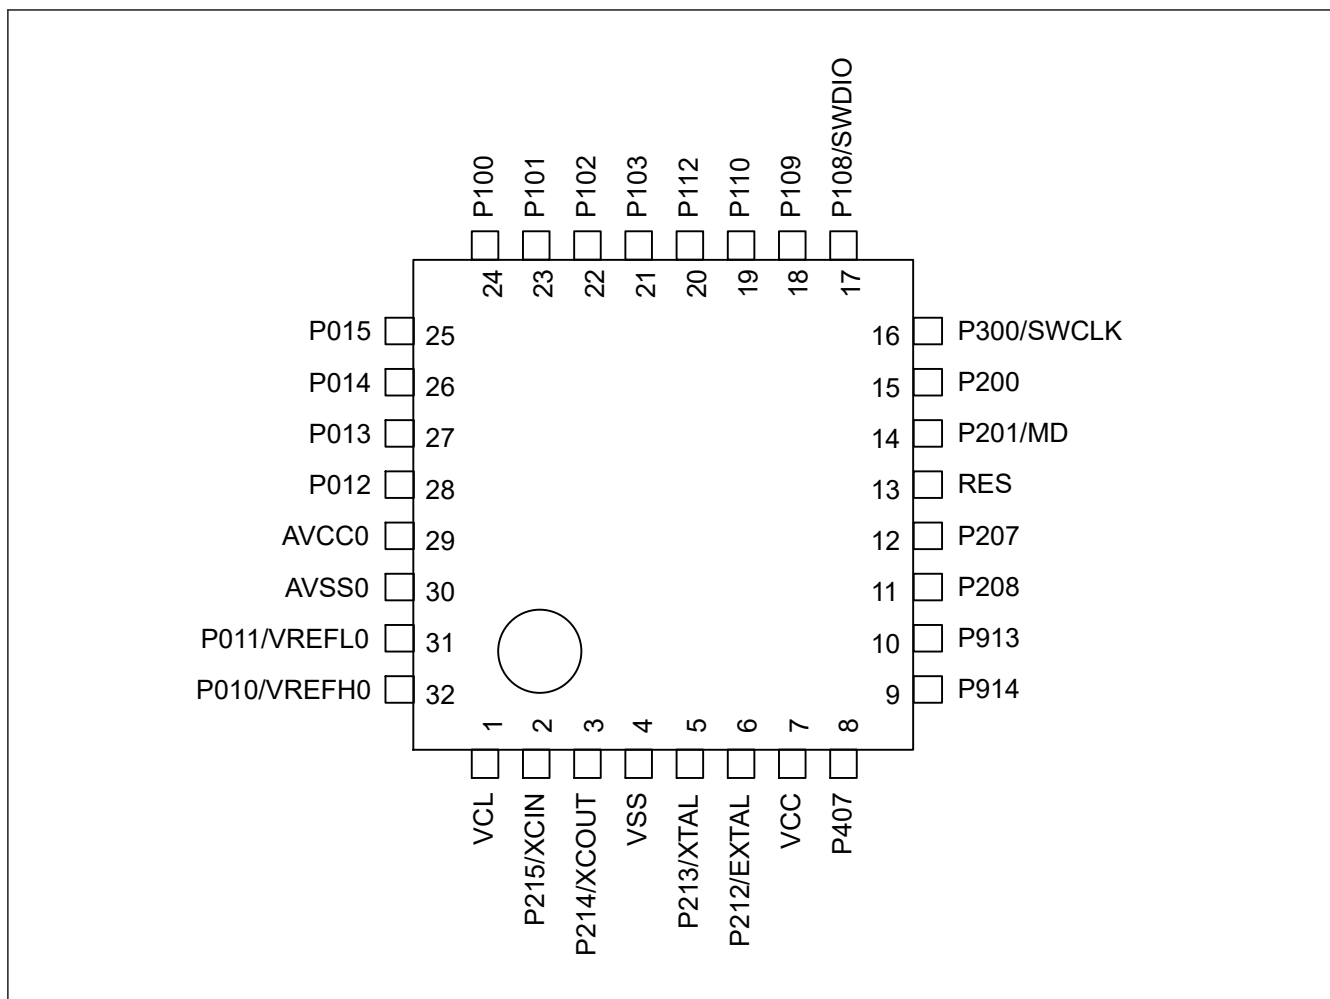 P100
P101
P102
P103
P112
P110
P109
P108/SWDIO
24
23
22
21
20
19
18
17
P015 25
P014 26
P013 27
P012 28
AVCC0 29
AVSS0 30
P011/VREFL0 31
P010/VREFH0 32
16 P300/SWCLK
15 P200
14 P201/MD
13 RES
12 P207
11 P208
10 P913
9 P914
1
2
3
4
5
6
7
8
VCL
P215/XCIN
P214/XCOUT
VSS
P213/XTAL
P212/EXTAL
VCC
P407